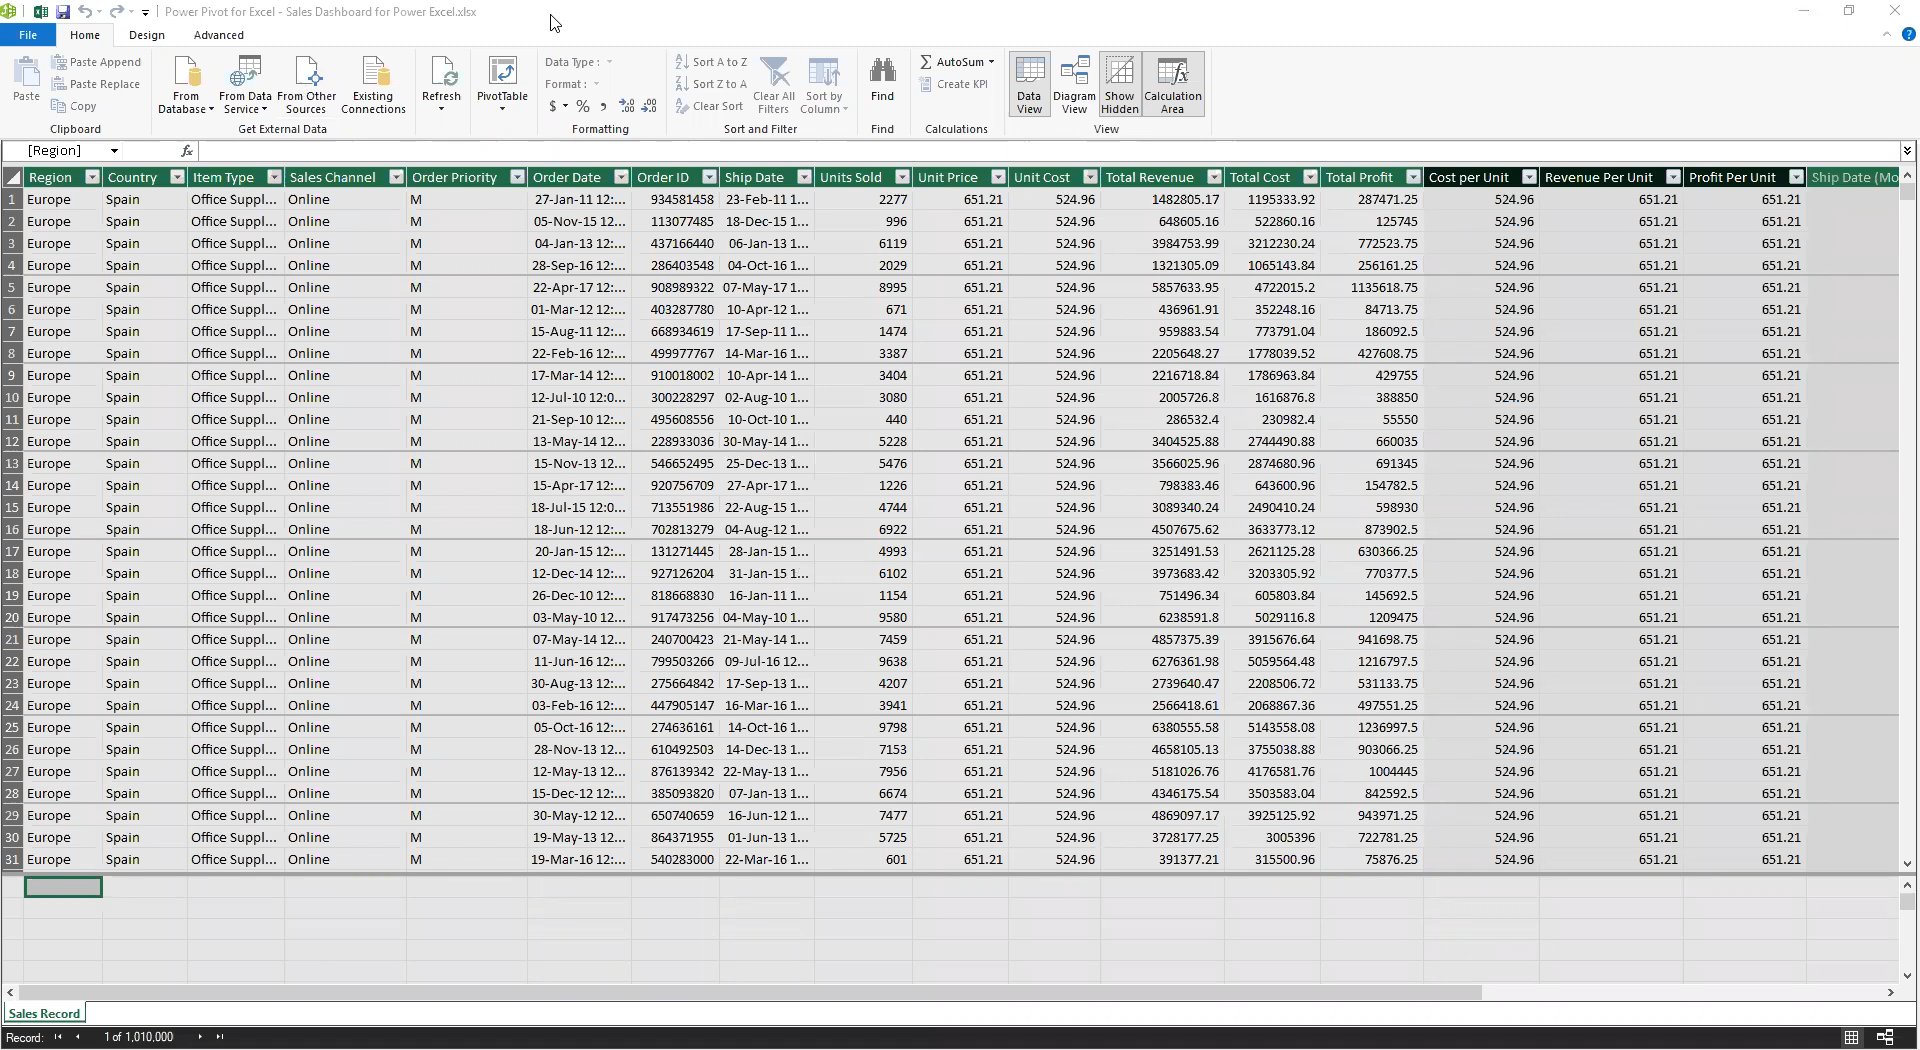 Power Pivot for Excel - Sales Dashboard for Power Excel.xlsx
File Home Design Advanced
Paste
Paste Append
Paste Replace
Copy
Clipboard
From Database
From Data Service
From Other Sources
Existing Connections
Get External Data
Refresh
PivotTable
Data Type :
Format :
$ % ,
Formatting
Sort A to Z
Sort Z to A
Clear Sort
Clear All Filters
Sort by Column
Sort and Filter
Find
Find
AutoSum
Create KPI
Calculations
Data View
Diagram View
Show Hidden
Calculation Area
View
[Region] fx
Region Country Item Type Sales Channel Order Priority Order Date Order ID Ship Date Units Sold Unit Price Unit Cost Total Revenue Total Cost Total Profit Cost per Unit Revenue Per Unit Profit Per Unit Ship Date (Mo
1 Europe Spain Office Suppl... Online M 27-Jan-11 12:... 934581458 23-Feb-11 1... 2277 651.21 524.96 1482805.17 1195333.92 287471.25 524.96 651.21 651.21
2 Europe Spain Office Suppl... Online M 05-Nov-15 12... 113077485 18-Dec-15 1... 996 651.21 524.96 648605.16 522860.16 125745 524.96 651.21 651.21
3 Europe Spain Office Suppl... Online M 04-Jan-13 12:... 437166440 06-Jan-13 1... 6119 651.21 524.96 3984753.99 3212230.24 772523.75 524.96 651.21 651.21
4 Europe Spain Office Suppl... Online M 28-Sep-16 12:... 286403548 04-Oct-16 1... 2029 651.21 524.96 1321305.09 1065143.84 256161.25 524.96 651.21 651.21
5 Europe Spain Office Suppl... Online M 22-Apr-17 12:... 908989322 07-May-17 1... 8995 651.21 524.96 5857633.95 4722015.2 1135618.75 524.96 651.21 651.21
6 Europe Spain Office Suppl... Online M 01-Mar-12 12:... 403287780 10-Apr-12 1... 671 651.21 524.96 436961.91 352248.16 84713.75 524.96 651.21 651.21
7 Europe Spain Office Suppl... Online M 15-Aug-11 12:... 668934619 17-Sep-11 1... 1474 651.21 524.96 959883.54 773791.04 186092.5 524.96 651.21 651.21
8 Europe Spain Office Suppl... Online M 22-Feb-16 12:... 499977767 14-Mar-16 1... 3387 651.21 524.96 2205648.27 1778039.52 427608.75 524.96 651.21 651.21
9 Europe Spain Office Suppl... Online M 17-Mar-14 12:... 910018002 10-Apr-14 1... 3404 651.21 524.96 2216718.84 1786963.84 429755 524.96 651.21 651.21
10 Europe Spain Office Suppl... Online M 12-Jul-10 12:0... 300228297 02-Aug-10 1... 3080 651.21 524.96 2005726.8 1616876.8 388850 524.96 651.21 651.21
11 Europe Spain Office Suppl... Online M 21-Sep-10 12:... 495608556 10-Oct-10 1... 440 651.21 524.96 286532.4 230982.4 55550 524.96 651.21 651.21
12 Europe Spain Office Suppl... Online M 13-May-14 12... 228933036 30-May-14 1... 5228 651.21 524.96 3404525.88 2744490.88 660035 524.96 651.21 651.21
13 Europe Spain Office Suppl... Online M 15-Nov-13 12... 546652495 25-Dec-13 1... 5476 651.21 524.96 3566025.96 2874680.96 691345 524.96 651.21 651.21
14 Europe Spain Office Suppl... Online M 15-Apr-17 12:... 920756709 27-Apr-17 1... 1226 651.21 524.96 798383.46 643600.96 154782.5 524.96 651.21 651.21
15 Europe Spain Office Suppl... Online M 18-Jul-15 12:0... 713551986 22-Aug-15 1... 4744 651.21 524.96 3089340.24 2490410.24 598930 524.96 651.21 651.21
16 Europe Spain Office Suppl... Online M 18-Jun-12 12:... 702813279 04-Aug-12 1... 6922 651.21 524.96 4507675.62 3633773.12 873902.5 524.96 651.21 651.21
17 Europe Spain Office Suppl... Online M 20-Jan-15 12:... 131271445 28-Jan-15 1... 4993 651.21 524.96 3251491.53 2621125.28 630366.25 524.96 651.21 651.21
18 Europe Spain Office Suppl... Online M 12-Dec-14 12:... 927126204 31-Jan-15 1... 6102 651.21 524.96 3973683.42 3203305.92 770377.5 524.96 651.21 651.21
19 Europe Spain Office Suppl... Online M 26-Dec-10 12:... 818668830 16-Jan-11 1... 1154 651.21 524.96 751496.34 605803.84 145692.5 524.96 651.21 651.21
20 Europe Spain Office Suppl... Online M 03-May-10 12... 917473256 04-May-10 1... 9580 651.21 524.96 6238591.8 5029116.8 1209475 524.96 651.21 651.21
21 Europe Spain Office Suppl... Online M 07-May-14 12... 240700423 21-May-14 1... 7459 651.21 524.96 4857375.39 3915676.64 941698.75 524.96 651.21 651.21
22 Europe Spain Office Suppl... Online M 11-Jun-16 12:... 799503266 09-Jul-16 12... 9638 651.21 524.96 6276361.98 5059564.48 1216797.5 524.96 651.21 651.21
23 Europe Spain Office Suppl... Online M 30-Aug-13 12:... 275664842 17-Sep-13 1... 4207 651.21 524.96 2739640.47 2208506.72 531133.75 524.96 651.21 651.21
24 Europe Spain Office Suppl... Online M 03-Feb-16 12:... 447905147 16-Mar-16 1... 3941 651.21 524.96 2566418.61 2068867.36 497551.25 524.96 651.21 651.21
25 Europe Spain Office Suppl... Online M 05-Oct-16 12:... 274636161 14-Oct-16 1... 9798 651.21 524.96 6380555.58 5143558.08 1236997.5 524.96 651.21 651.21
26 Europe Spain Office Suppl... Online M 28-Nov-13 12... 610492503 14-Dec-13 1... 7153 651.21 524.96 4658105.13 3755038.88 903066.25 524.96 651.21 651.21
27 Europe Spain Office Suppl... Online M 12-May-13 12... 876139342 22-May-13 1... 7956 651.21 524.96 5181026.76 4176581.76 1004445 524.96 651.21 651.21
28 Europe Spain Office Suppl... Online M 15-Dec-12 12:... 385093820 07-Jan-13 1... 6674 651.21 524.96 4346175.54 3503583.04 842592.5 524.96 651.21 651.21
29 Europe Spain Office Suppl... Online M 30-May-12 12... 650740659 16-Jun-12 1... 7477 651.21 524.96 4869097.17 3925125.92 943971.25 524.96 651.21 651.21
30 Europe Spain Office Suppl... Online M 19-May-13 12... 864371955 01-Jun-13 1... 5725 651.21 524.96 3728177.25 3005396 722781.25 524.96 651.21 651.21
31 Europe Spain Office Suppl... Online M 19-Mar-16 12:... 540283000 22-Mar-16 1... 601 651.21 524.96 391377.21 315500.96 75876.25 524.96 651.21 651.21
Sales Record
Record: 1 of 1,010,000